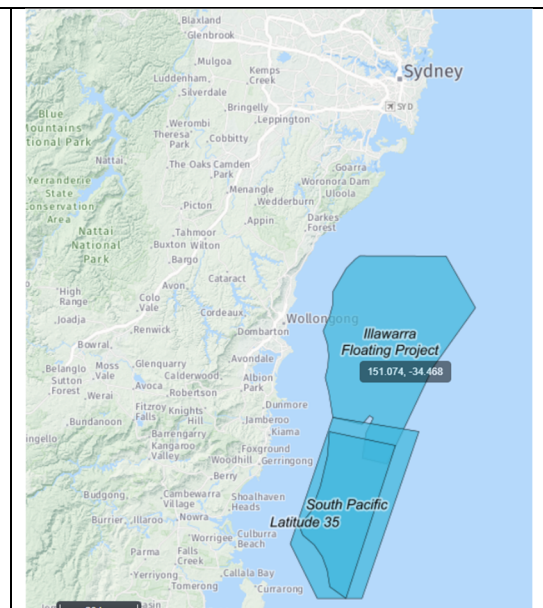 Blaxland
Glenbrook
Mulgoa
Kemps
Creek
Sydney
Luddenham
Silverdale
SYD
Bringelly
Leppington
Blue
Mountains
National Park
Werombi
Theresa
Park
Cobbitty
Nattai
The Oaks
Camden
Park
Goarra
Woronora Dam
Uloola
Yerranderie
State
Conservation
Area
Menangle
Wedderburn
Picton
Appin
Darkes
Forest
Nattai
National
Park
Tahmoor
Buxton
Wilton
Bargo
Cataract
High
Range
Avon
Colo
Vale
Cordeaux
Wollongong
Joadja
Renwick
Dombarton
Illawarra
Floating Project
151.074, -34.468
Bowral
Belanglo
Sutton
Forest
Moss
Vale
Glenquarry
Calderwood
Avondale
Avoca
Robertson
Albion
Park
Werai
Fitzroy
Falls
Knights
Hill
Dunmore
Bundanoon
Jamberoo
Kiama
Barrengarry
Kangaroo
Valley
Foxground
Woodhill
Gerringong
Berry
Budgong
Cambewarra
Village
Shoalhaven
Heads
South Pacific
Latitude 35
Burrier
Illaroo
Nowra
Worrigee
Culburra
Beach
Parma
Falls
Creek
Yerriyong
Callala Bay
Tomerong
Currarong